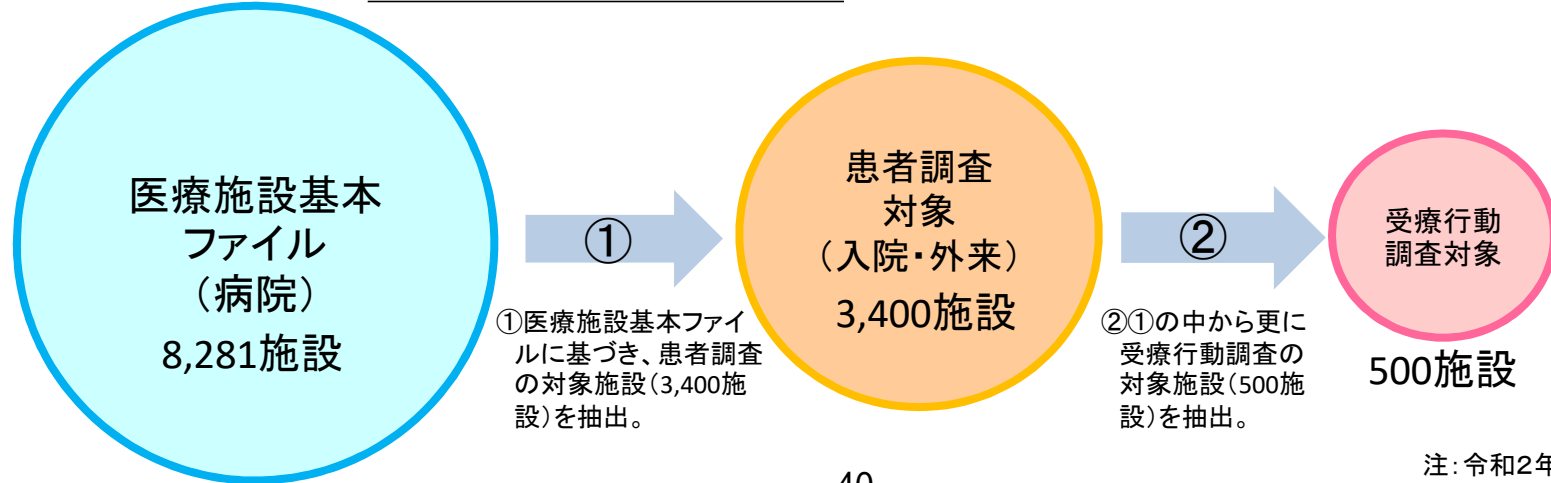 医療施設基本
ファイル
（病院）
8,281施設
①
①医療施設基本ファイ
ルに基づき、患者調査
の対象施設（3,400施
設）を抽出。
患者調査
対象
（入院・外来）
3,400施設
②
②①の中から更に
受療行動調査の
対象施設（500施
設）を抽出。
受療行動
調査対象
500施設
注：令和2年